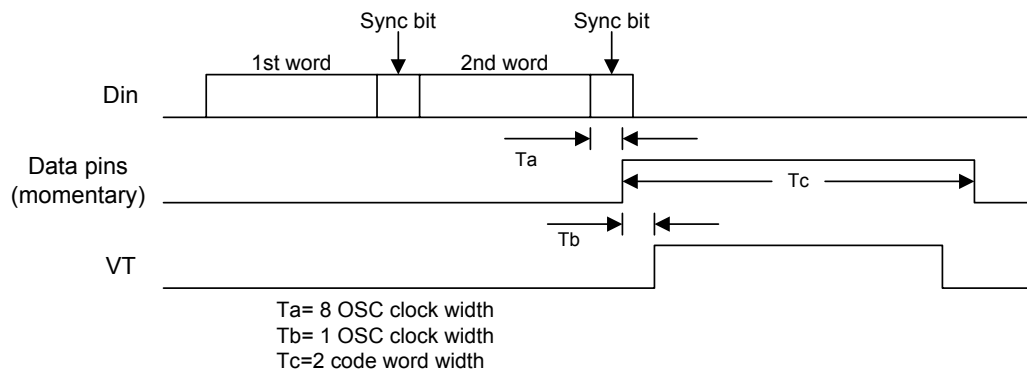 Sync bit Sync bit
1st word 2nd word
Din
Ta
Data pins
(momentary)
Tc
Tb
VT
Ta= 8 OSC clock width
Tb= 1 OSC clock width
Tc=2 code word width